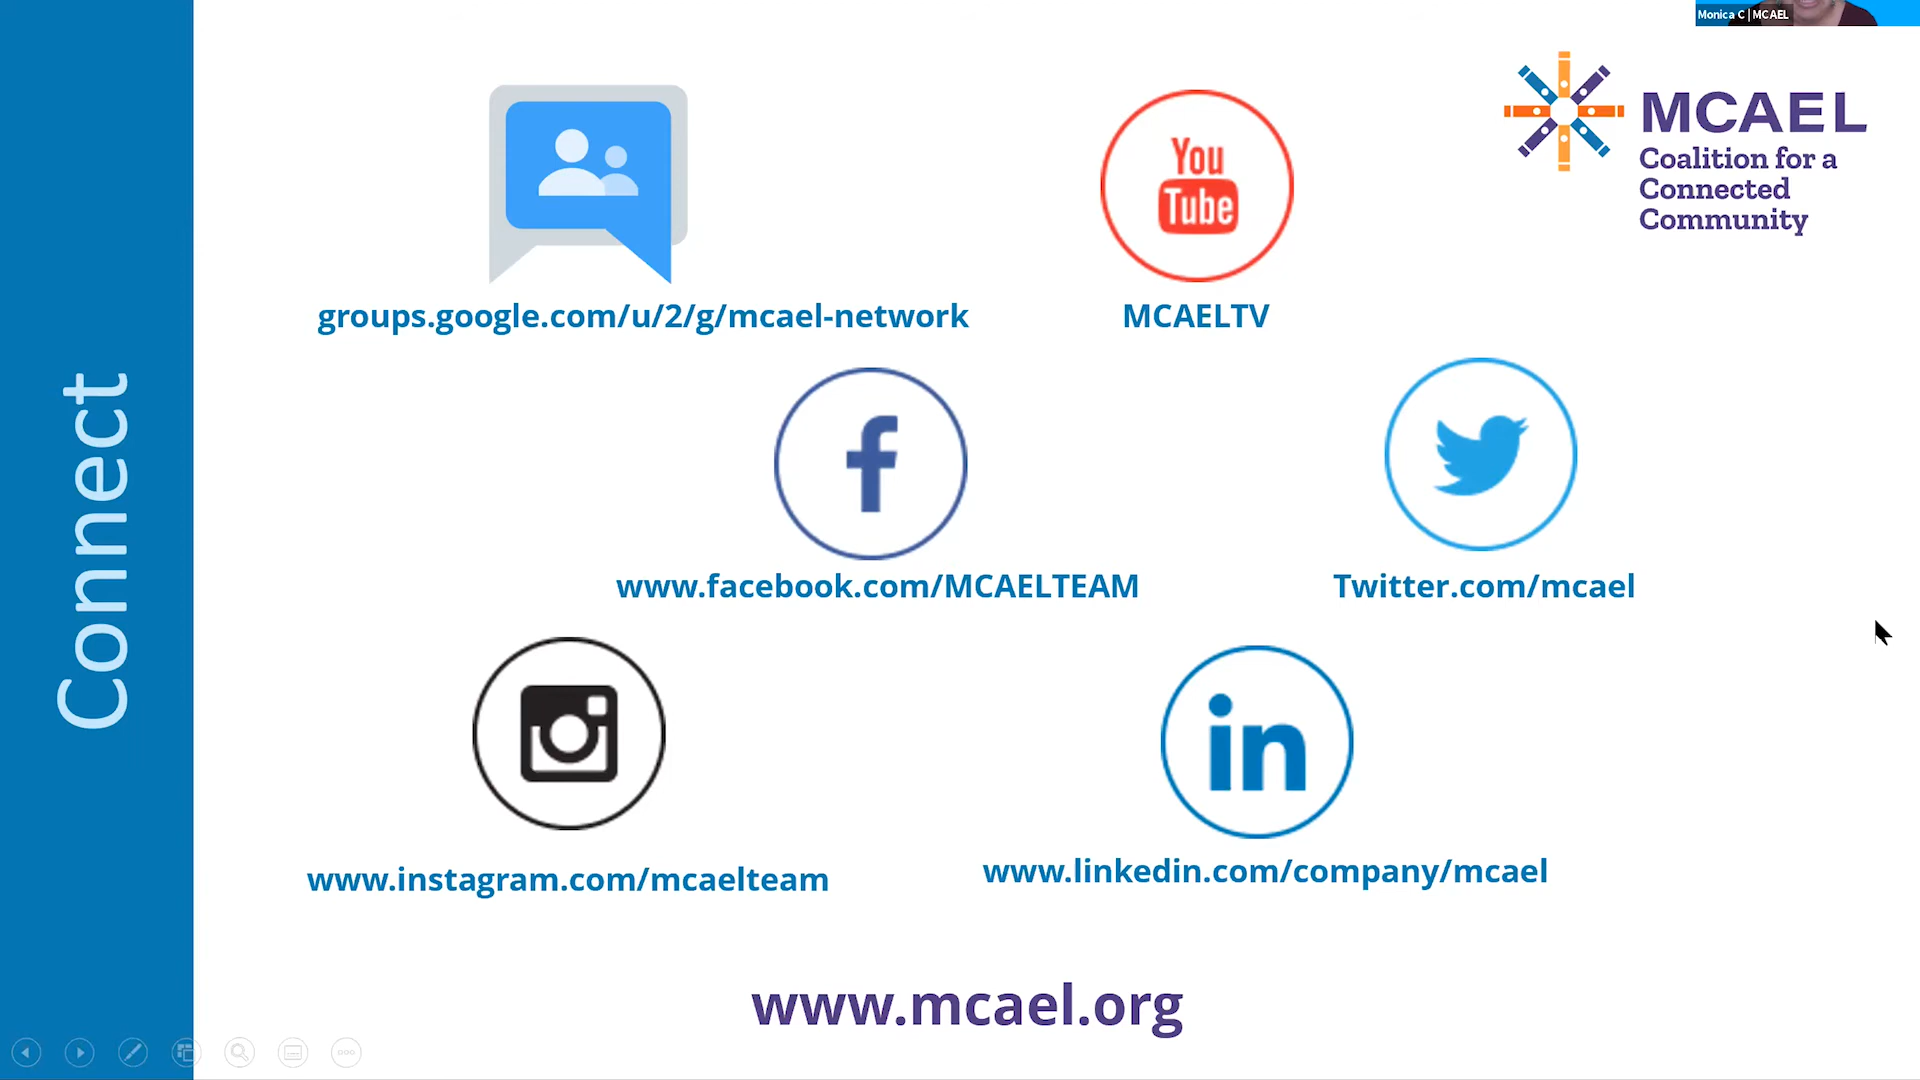 Monica C | MCAEL
MCAEL
Coalition for a
Connected
Community
Connect
You
Tube
groups.google.com/u/2/g/mcael-network
MCAELTV
f
www.facebook.com/MCAELTEAM
Twitter.com/mcael
in
www.instagram.com/mcaelteam
www.linkedin.com/company/mcael
www.mcael.org